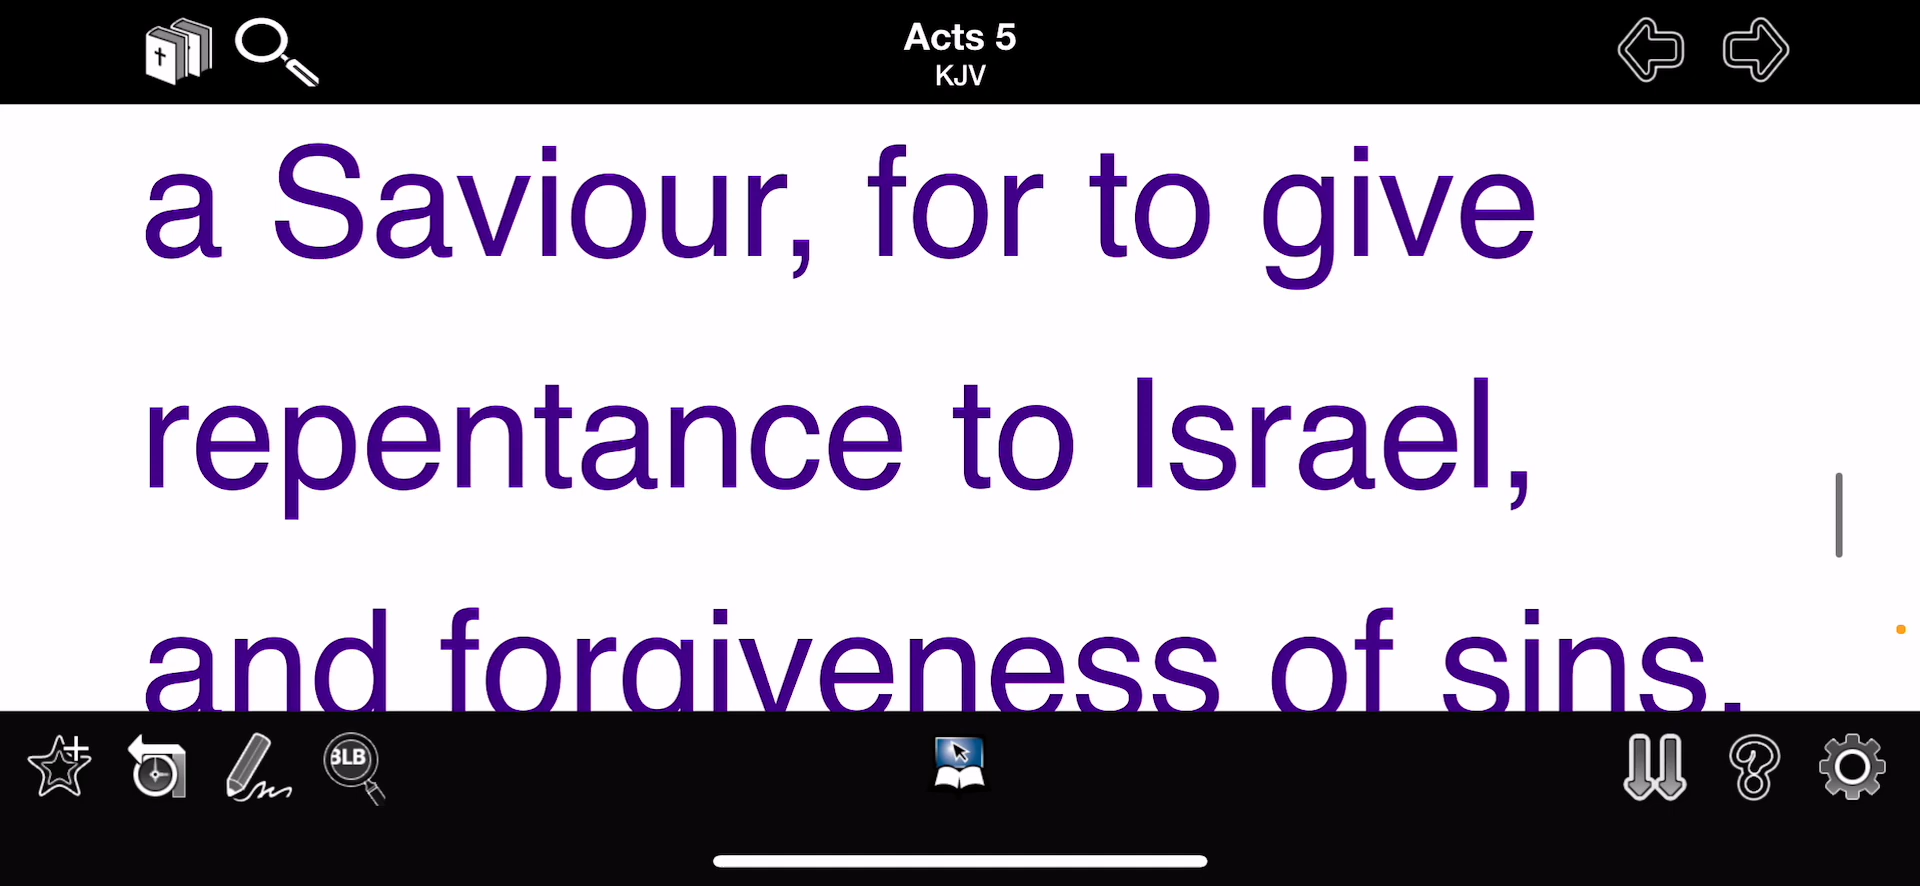 Acts 5
KJV
a Saviour, for to give
repentance to Israel,
and forgiveness of sins.
BLB